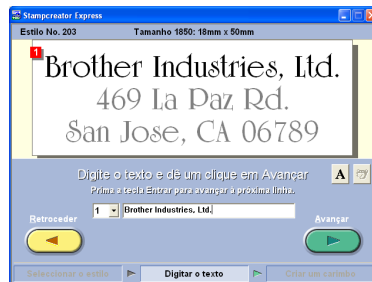 Stampcreator Express
Estilo No. 203 Tamanho 1850: 18mm x 50mm
1
Brother Industries, Ltd.
469 La Paz Rd.
San Jose, CA 06789
Digite o texto e dê um clique em Avançar
Prima a tecla Entrar para avançar à próxima linha.
A
1 Brother Industries, Ltd.
Retroceder Avançar
Seleccionar o estilo Digitar o texto Criar um carimbo